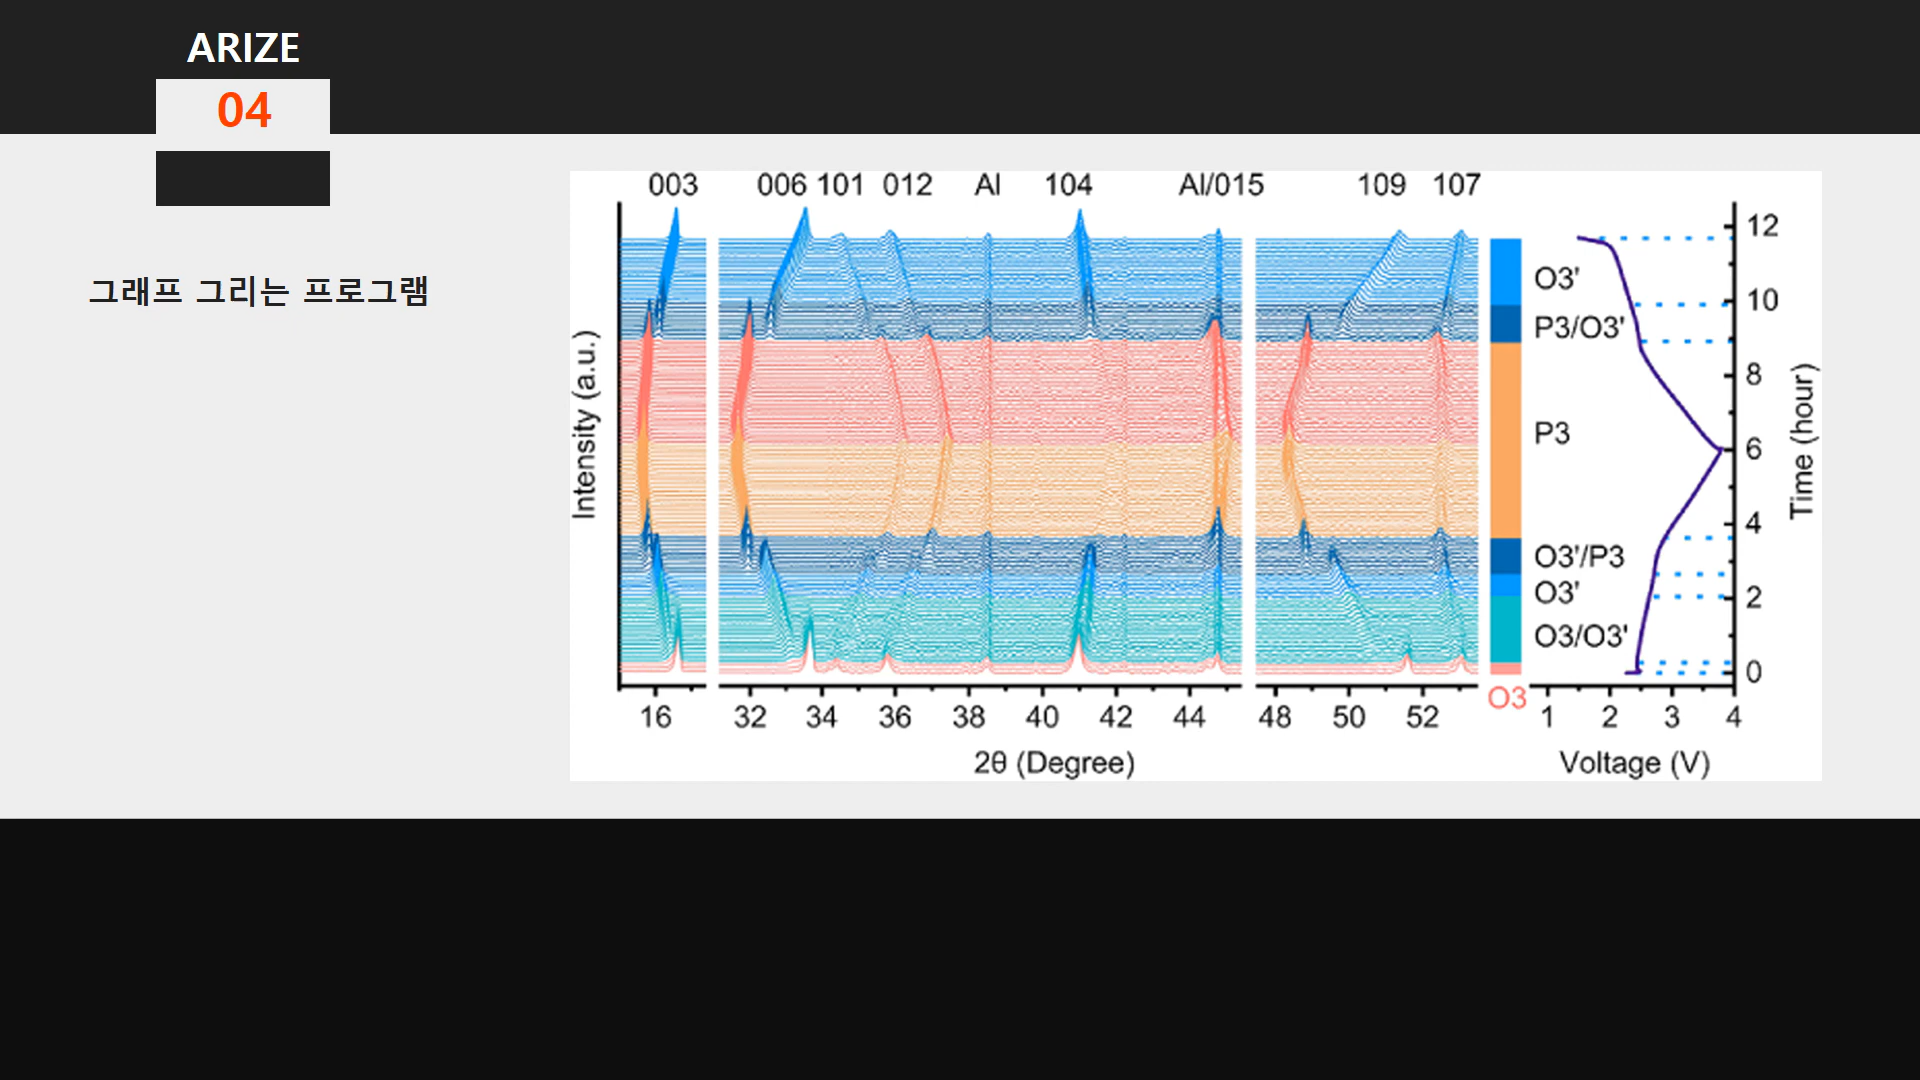 ARIZE
04
그래프 그리는 프로그램
003 006 101 012 Al 104 Al/015 109 107
Intensity (a.u.)
O3'
P3/O3'
P3
O3'/P3
O3'
O3/O3'
O3
12
10
8
6
4
2
0
Time (hour)
16 32 34 36 38 40 42 44 48 50 52 1 2 3 4
2θ (Degree) Voltage (V)